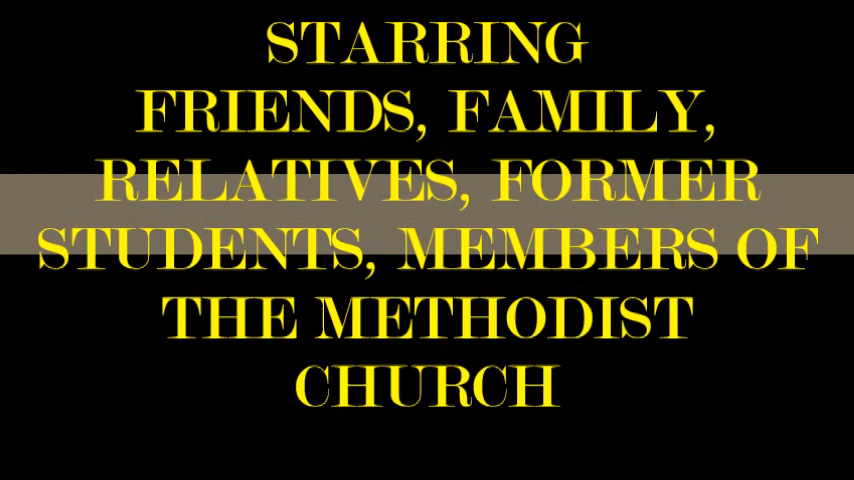 STARRING
FRIENDS, FAMILY,
RELATIVES, FORMER
STUDENTS, MEMBERS OF
THE METHODIST
CHURCH